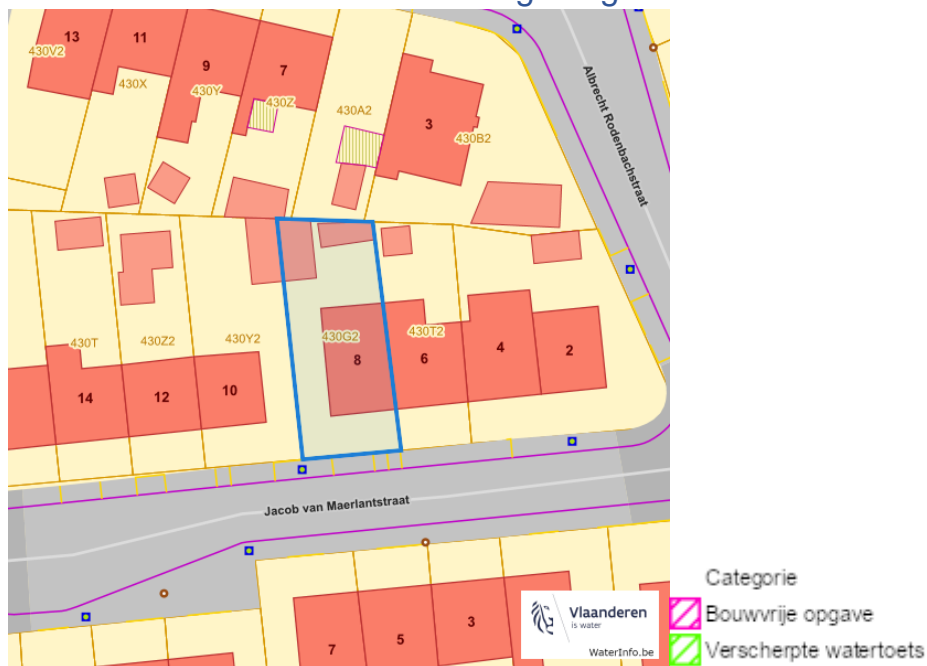 13
11
9
7
3
430V2
430X
430Y
430Z
430A2
430B2
Albrecht Rodenbachstraat
430T
430Z2
430Y2
430G2
430T2
14
12
10
8
6
4
2
Jacob van Maerlantstraat
7
5
3
Vlaanderen
is water
WaterInfo.be
Categorie
Bouwvrije opgave
Verscherpte watertoets